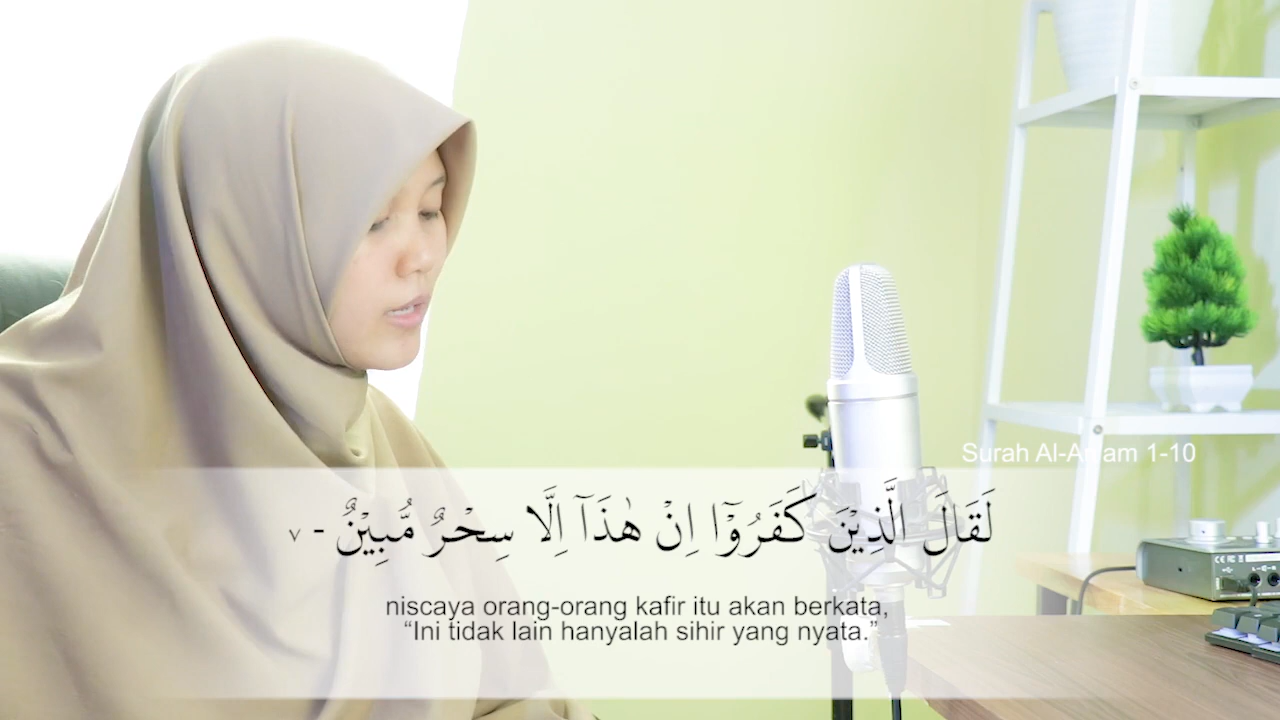 Surah Al-An'am 1-10
لَقَالَ الَّذِيْنَ كَفَرُوْٓا اِنْ هٰذَآ اِلَّا سِحْرٌ مُّبِيْنٌ - ٧
niscaya orang-orang kafir itu akan berkata,
“Ini tidak lain hanyalah sihir yang nyata.”